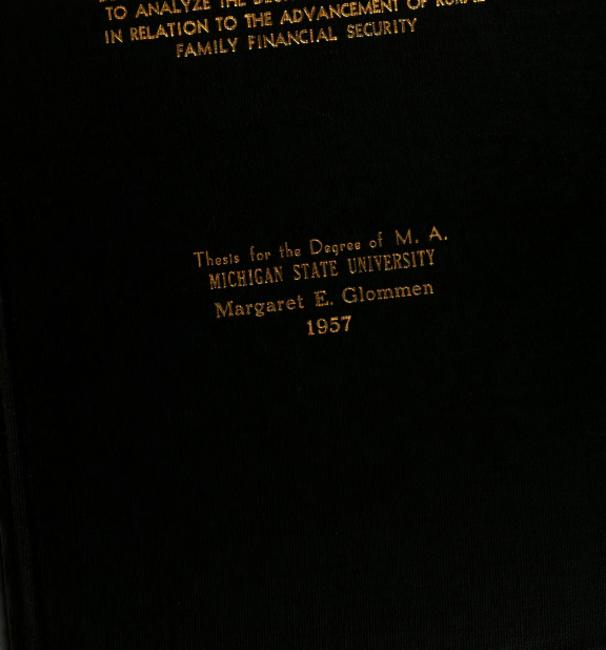 TO ANALYZE THE
IN RELATION TO THE ADVANCEMENT OF RURAL
FAMILY FINANCIAL SECURITY
Thesis for the Degree of M. A.
MICHIGAN STATE UNIVERSITY
Margaret E. Glommen
1957